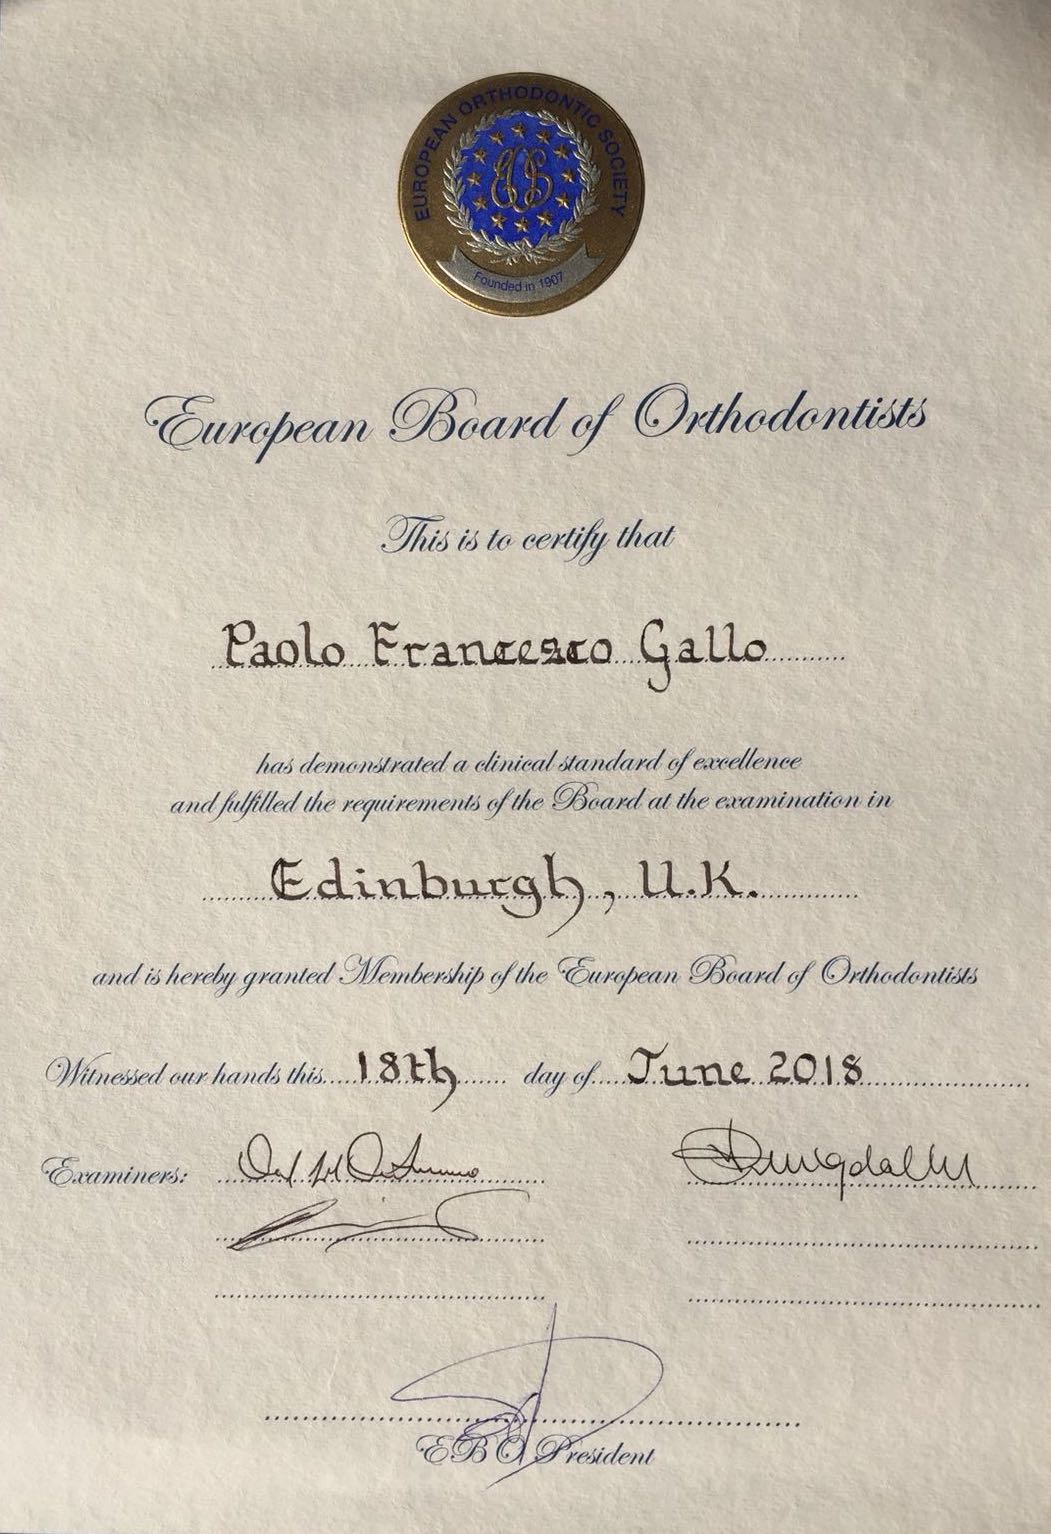 EUROPEAN ORTHODONTIC SOCIETY
EOS
Founded in 1907
European Board of Orthodontists
This is to certify that
Paolo Francesco Gallo
has demonstrated a clinical standard of excellence
and fulfilled the requirements of the Board at the examination in
Edinburgh, U.K.
and is hereby granted Membership of the European Board of Orthodontists
Witnessed our hands this 18th day of June 2018
Examiners:
EBO President